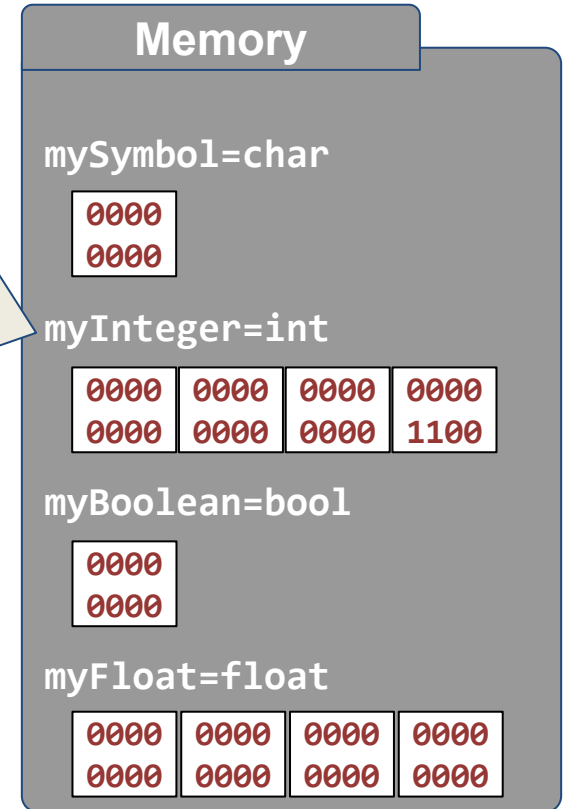 Memory
mySymbol=char
0000
0000
myInteger=int
0000 0000 0000 0000
0000 0000 0000 1100
myBoolean=bool
0000
0000
myFloat=float
0000 0000 0000 0000
0000 0000 0000 0000